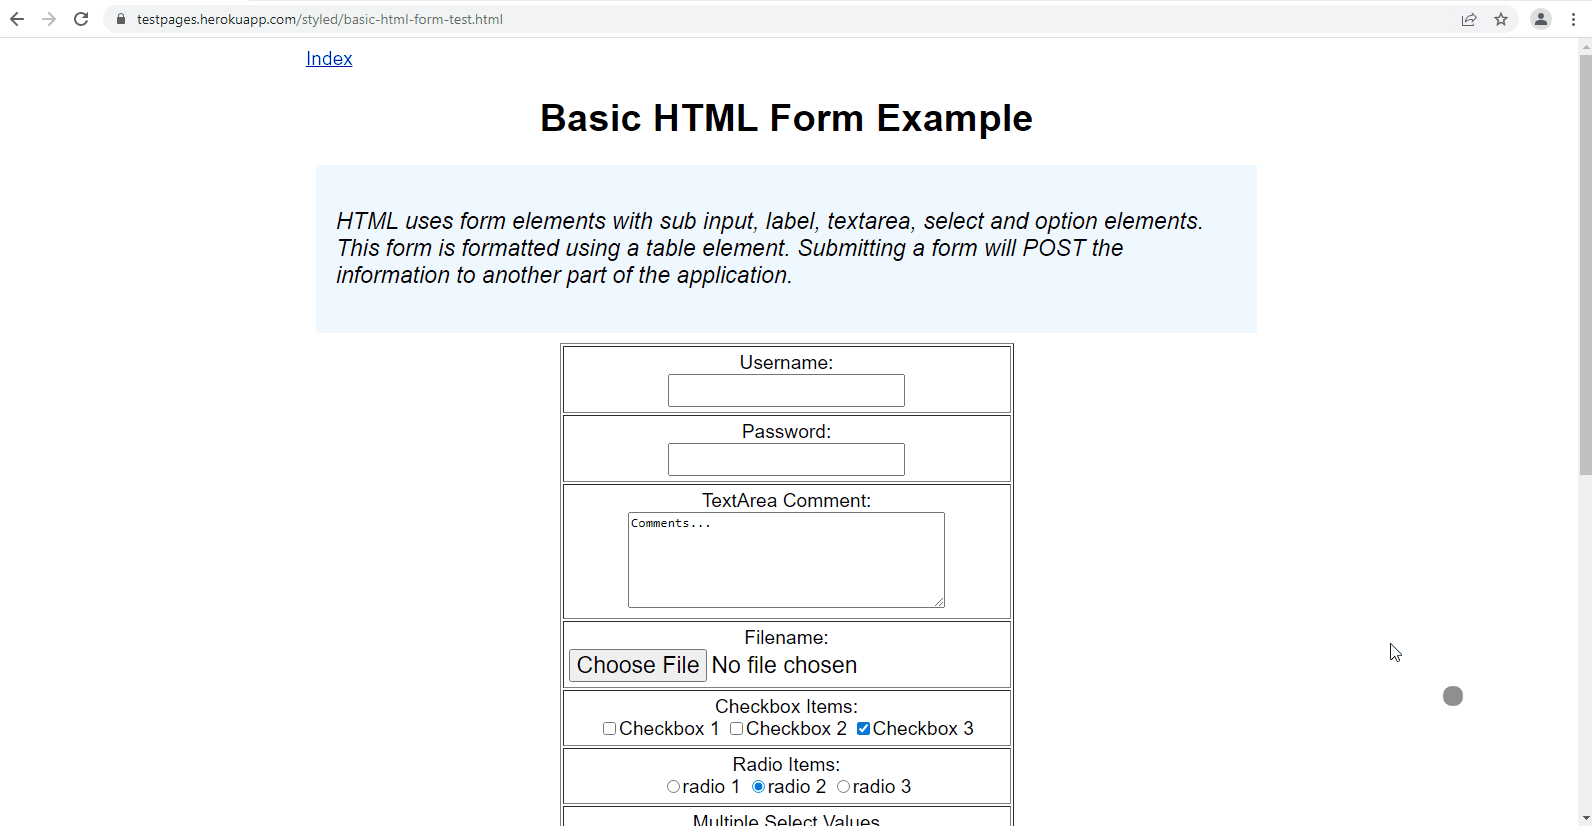 testpages.herokuapp.com/styled/basic-html-form-test.html
Index
Basic HTML Form Example
HTML uses form elements with sub input, label, textarea, select and option elements.
This form is formatted using a table element. Submitting a form will POST the
information to another part of the application.
Username:
Password:
TextArea Comment:
Comments...
Filename:
Choose File No file chosen
Checkbox Items:
Checkbox 1 Checkbox 2 Checkbox 3
Radio Items:
radio 1 radio 2 radio 3
Multiple Select Values